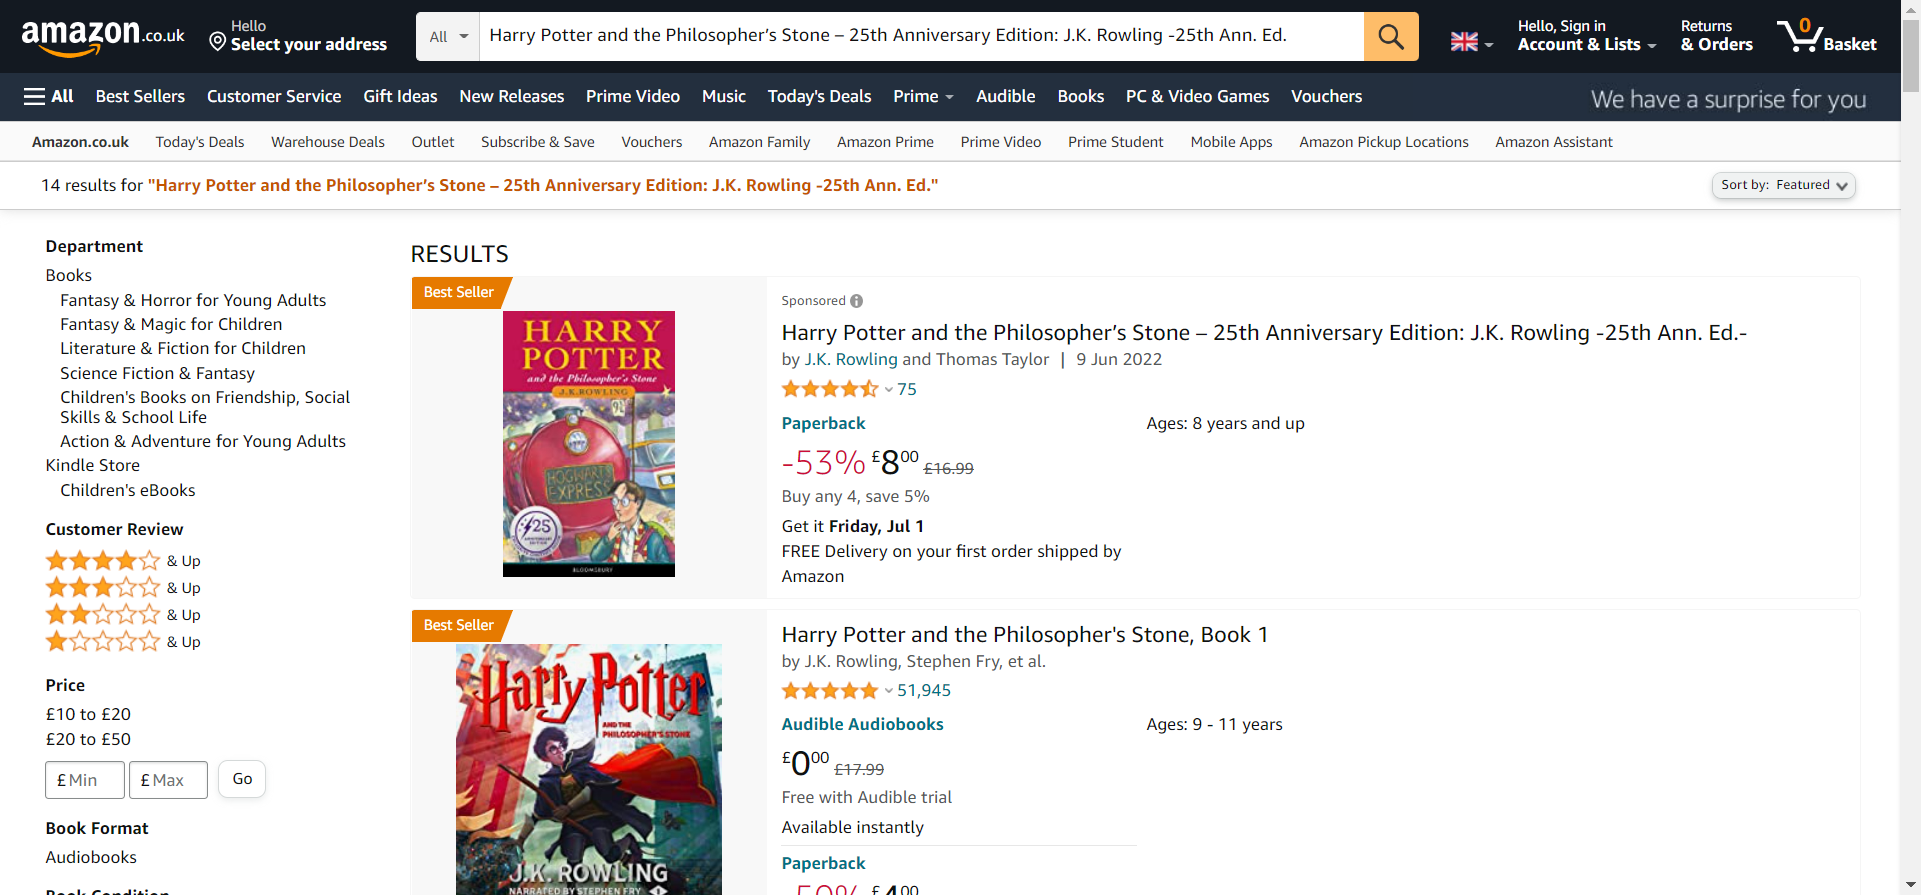 amazon.co.uk
Hello
Select your address
All
Harry Potter and the Philosopher’s Stone – 25th Anniversary Edition: J.K. Rowling -25th Ann. Ed.
Hello, Sign in
Account & Lists
Returns
& Orders
0
Basket
All
Best Sellers
Customer Service
Gift Ideas
New Releases
Prime Video
Music
Today's Deals
Prime
Audible
Books
PC & Video Games
Vouchers
We have a surprise for you
Amazon.co.uk
Today's Deals
Warehouse Deals
Outlet
Subscribe & Save
Vouchers
Amazon Family
Amazon Prime
Prime Video
Prime Student
Mobile Apps
Amazon Pickup Locations
Amazon Assistant
14 results for "Harry Potter and the Philosopher’s Stone – 25th Anniversary Edition: J.K. Rowling -25th Ann. Ed."
Sort by: Featured
Department
Books
Fantasy & Horror for Young Adults
Fantasy & Magic for Children
Literature & Fiction for Children
Science Fiction & Fantasy
Children's Books on Friendship, Social
Skills & School Life
Action & Adventure for Young Adults
Kindle Store
Children's eBooks
Customer Review
& Up
& Up
& Up
& Up
Price
£10 to £20
£20 to £50
£ Min
£ Max
Go
Book Format
Audiobooks
Book Condition
RESULTS
Best Seller
HARRY
POTTER
and the Philosopher's Stone
J.K.ROWLING
9¾
HOGWARTS
EXPRESS
25
ANNIVERSARY
EDITION
BLOOMSBURY
Sponsored
Harry Potter and the Philosopher’s Stone – 25th Anniversary Edition: J.K. Rowling -25th Ann. Ed.-
by J.K. Rowling and Thomas Taylor | 9 Jun 2022
75
Paperback
Ages: 8 years and up
-53% £800 £16.99
Buy any 4, save 5%
Get it Friday, Jul 1
FREE Delivery on your first order shipped by
Amazon
Best Seller
Harry Potter
AND THE
PHILOSOPHER'S STONE
J.K. ROWLING
NARRATED BY STEPHEN FRY
1
Harry Potter and the Philosopher's Stone, Book 1
by J.K. Rowling, Stephen Fry, et al.
51,945
Audible Audiobooks
Ages: 9 - 11 years
£000 £17.99
Free with Audible trial
Available instantly
Paperback
-50% £400